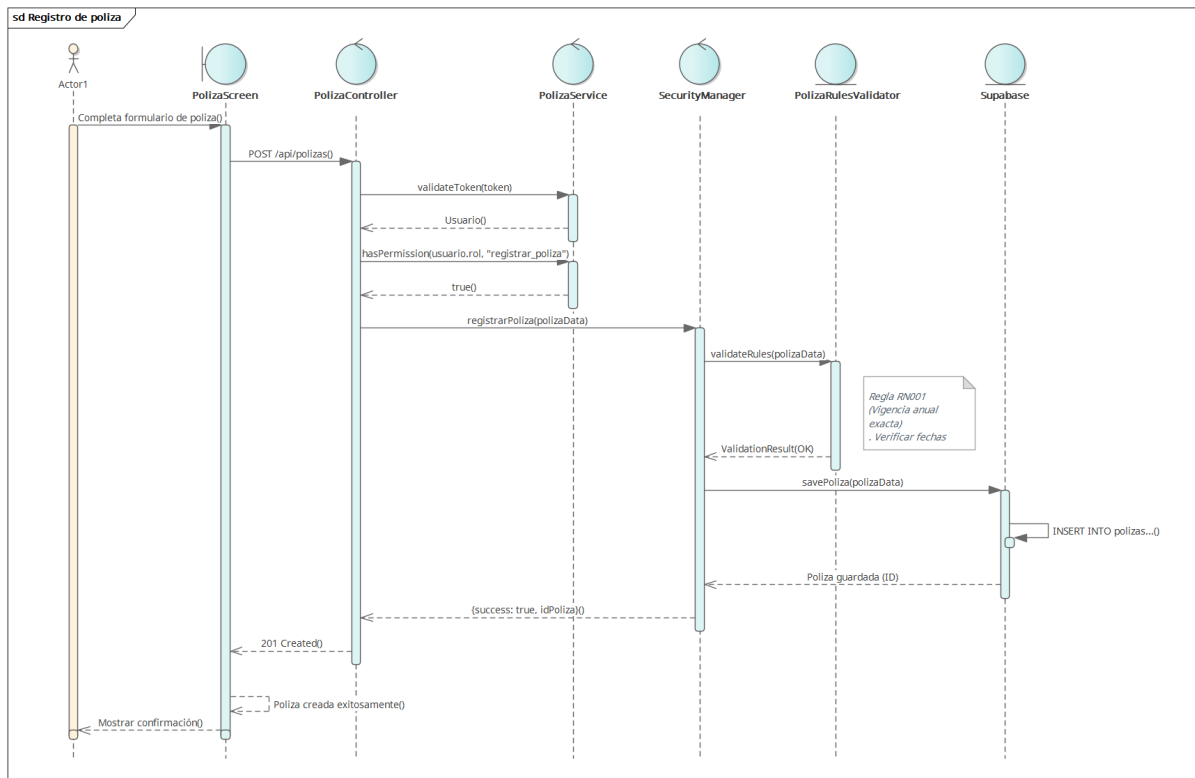 sd Registro de poliza
Actor1
PolizaScreen
PolizaController
PolizaService
SecurityManager
PolizaRulesValidator
Supabase
Completa formulario de poliza()
POST /api/polizas()
validateToken(token)
Usuario()
hasPermission(usuario.rol, "registrar_poliza")
true()
registrarPoliza(polizaData)
validateRules(polizaData)
Regla RN001
(Vigencia anual
exacta)
. Verificar fechas
ValidationResult(OK)
savePoliza(polizaData)
INSERT INTO polizas...()
Poliza guardada (ID)
{success: true, idPoliza}()
201 Created()
Poliza creada exitosamente()
Mostrar confirmación()